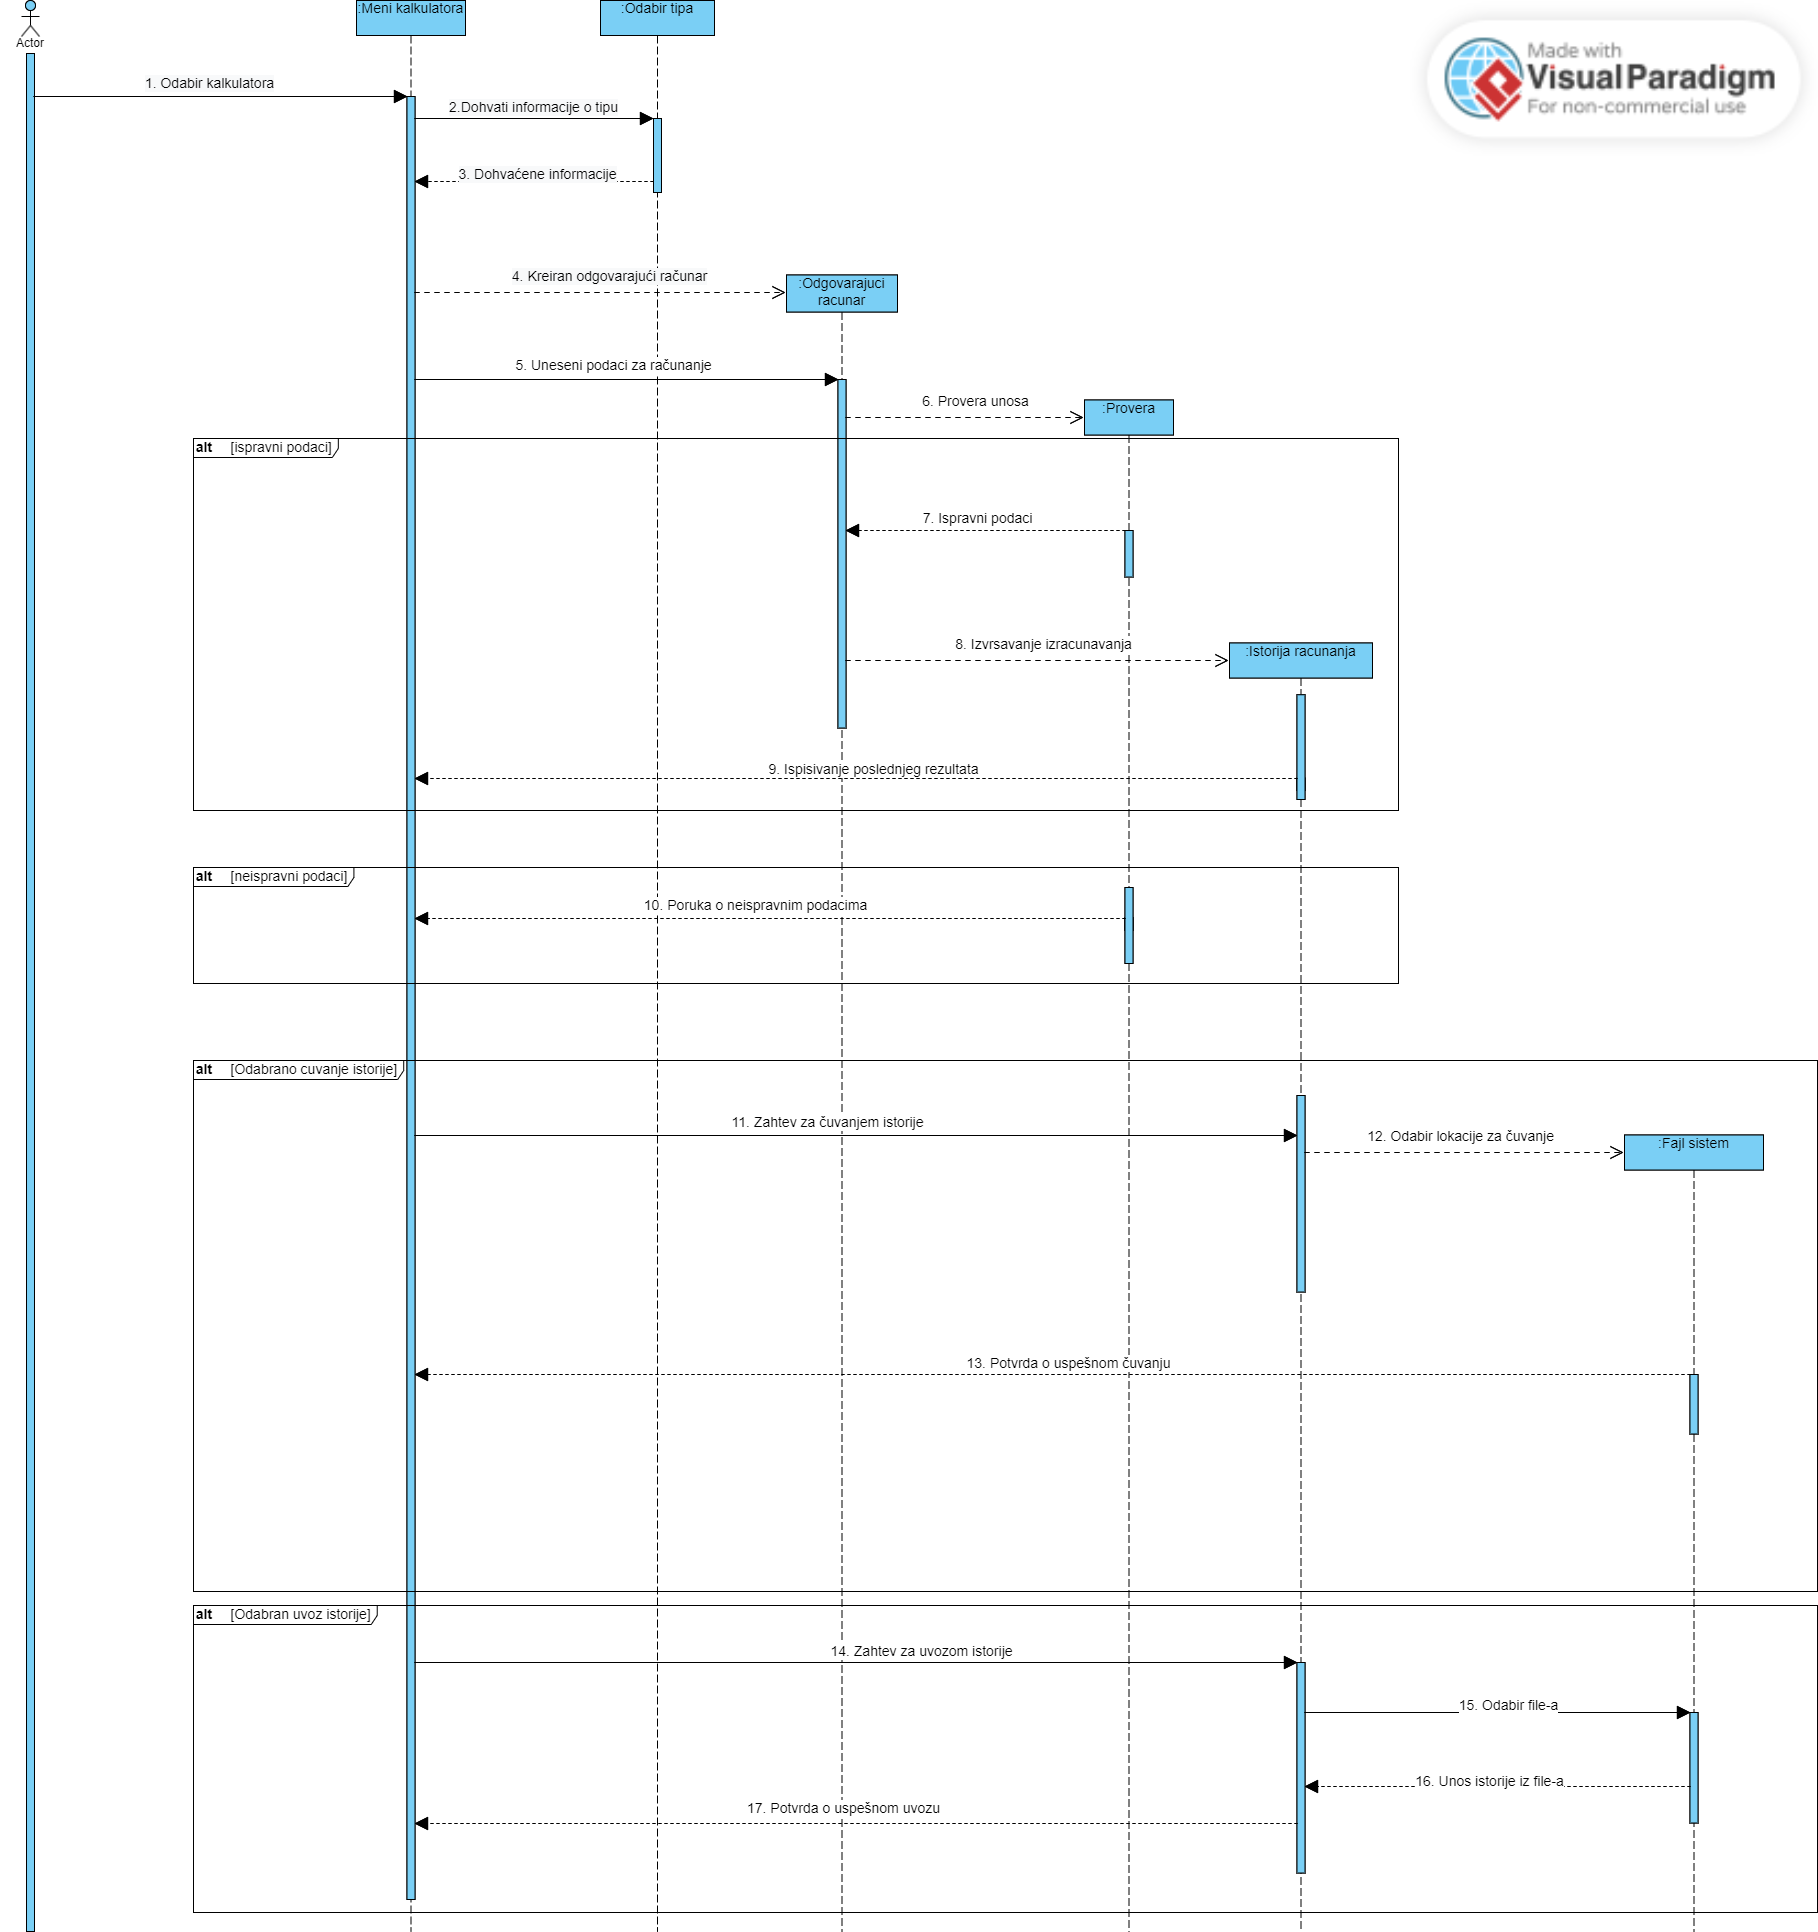 :Meni kalkulatora
:Odabir tipa
Actor
Made with
Visual Paradigm
For non-commercial use
1. Odabir kalkulatora
2.Dohvati informacije o tipu
3. Dohvaćene informacije
4. Kreiran odgovarajući računar
:Odgovarajuci
racunar
5. Uneseni podaci za računanje
6. Provera unosa
:Provera
alt [ispravni podaci]
7. Ispravni podaci
8. Izvrsavanje izracunavanja
:Istorija racunanja
9. Ispisivanje poslednjeg rezultata
alt [neispravni podaci]
10. Poruka o neispravnim podacima
alt [Odabrano cuvanje istorije]
11. Zahtev za čuvanjem istorije
12. Odabir lokacije za čuvanje
:Fajl sistem
13. Potvrda o uspešnom čuvanju
alt [Odabran uvoz istorije]
14. Zahtev za uvozom istorije
15. Odabir file-a
16. Unos istorije iz file-a
17. Potvrda o uspešnom uvozu